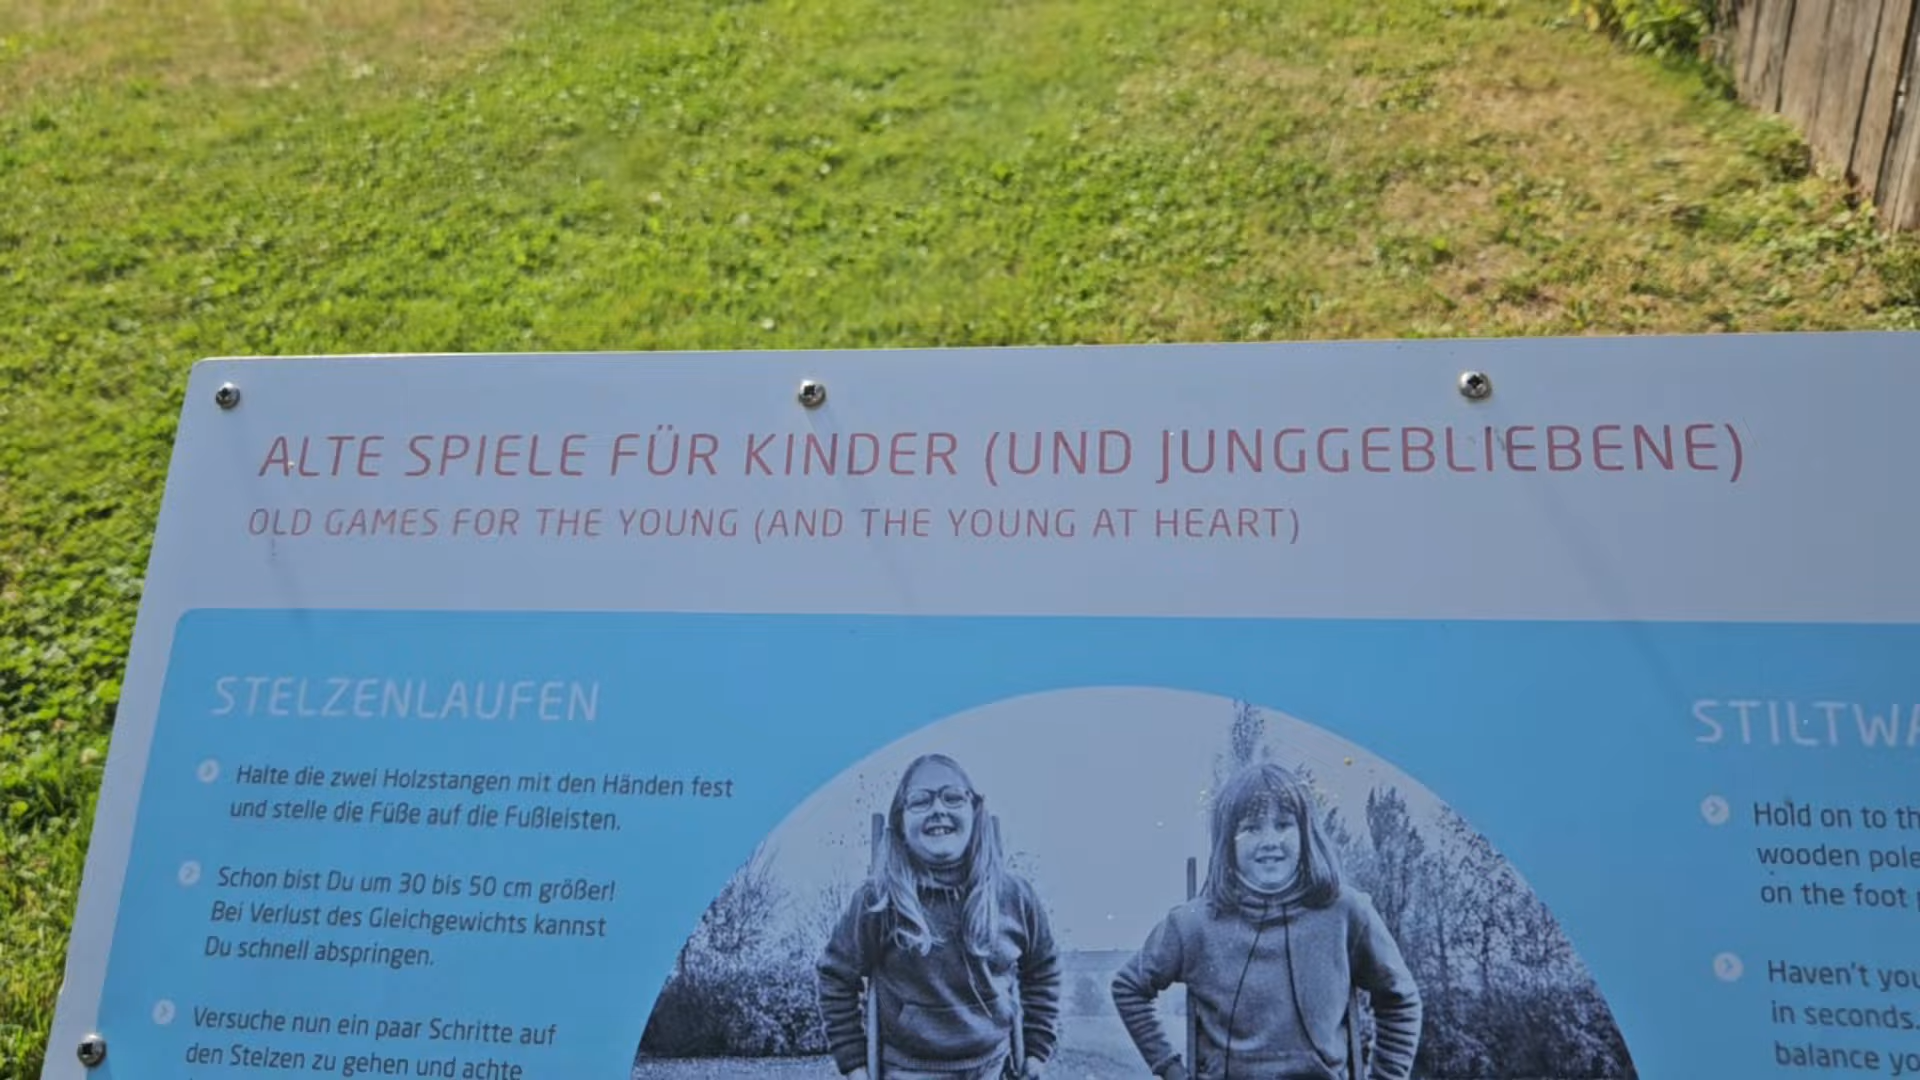 ALTE SPIELE FÜR KINDER (UND JUNGGEBLIEBENE)
OLD GAMES FOR THE YOUNG (AND THE YOUNG AT HEART)
STELZENLAUFEN
Halte die zwei Holzstangen mit den Händen fest
und stelle die Füße auf die Fußleisten.
Schon bist Du um 30 bis 50 cm größer!
Bei Verlust des Gleichgewichts kannst
Du schnell abspringen.
Versuche nun ein paar Schritte auf
den Stelzen zu gehen und achte
STILTWA
Hold on to th
wooden pole
on the foot
Haven't you
in seconds.
balance yo